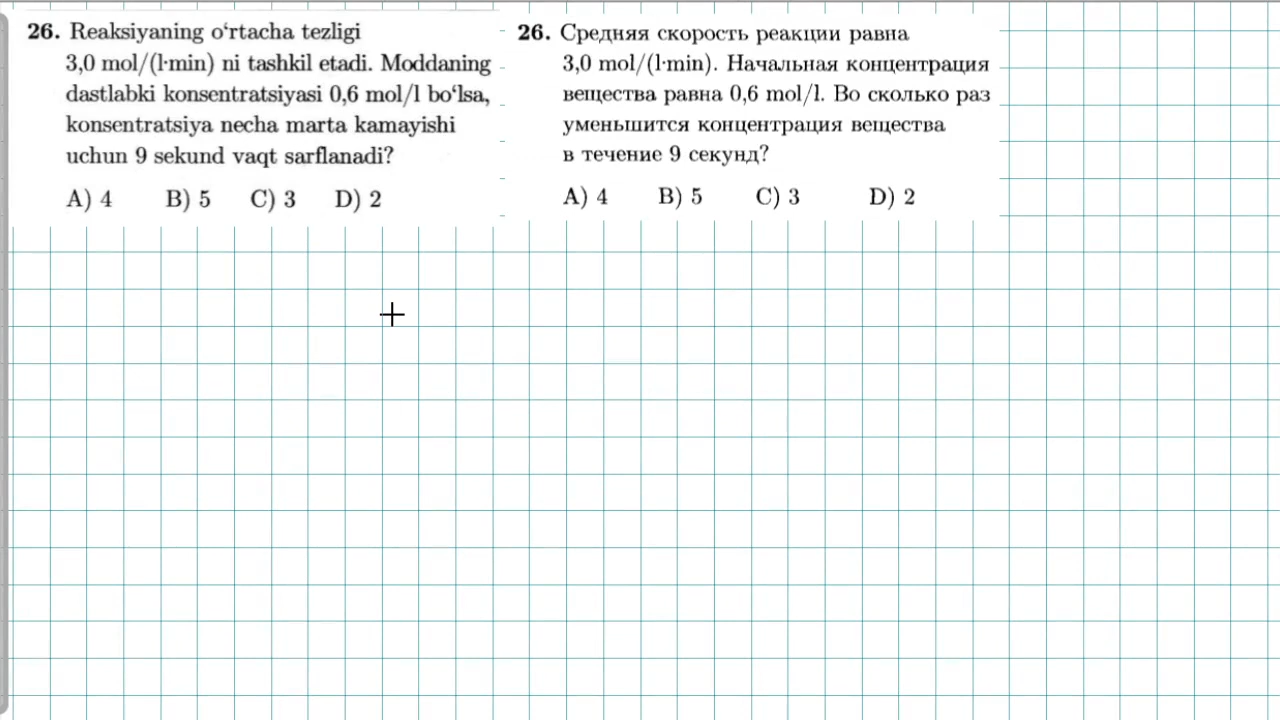 26. Reaksiyaning o‘rtacha tezligi
3,0 mol/(l·min) ni tashkil etadi. Moddaning
dastlabki konsentratsiyasi 0,6 mol/l bo‘lsa,
konsentratsiya necha marta kamayishi
uchun 9 sekund vaqt sarflanadi?
A) 4 B) 5 C) 3 D) 2
26. Средняя скорость реакции равна
3,0 mol/(l·min). Начальная концентрация
вещества равна 0,6 mol/l. Во сколько раз
уменьшится концентрация вещества
в течение 9 секунд?
A) 4 B) 5 C) 3 D) 2